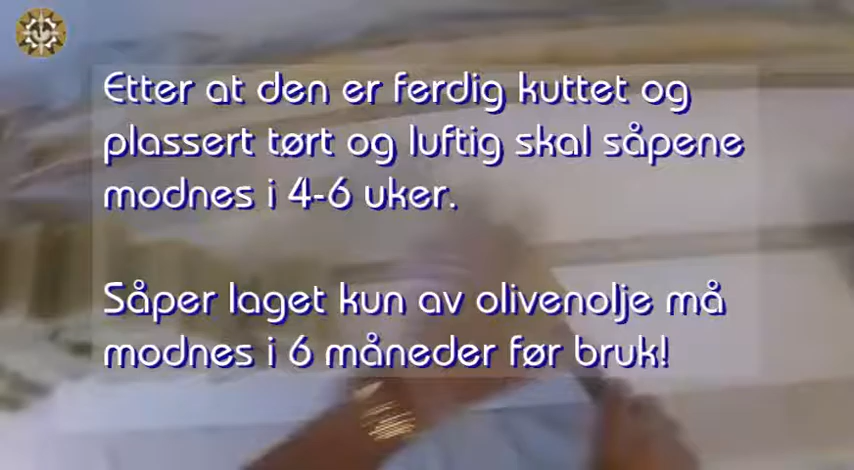 Etter at den er ferdig kuttet og
plassert tørt og luftig skal såpene
modnes i 4-6 uker.
Såper laget kun av olivenolje må
modnes i 6 måneder før bruk!